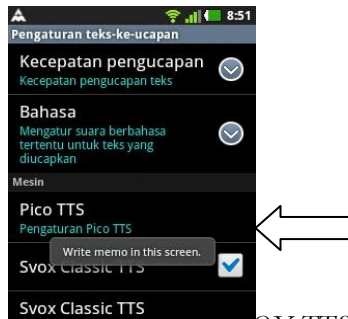 8:51
Pengaturan teks-ke-ucapan
Kecepatan pengucapan
Kecepatan pengucapan teks
Bahasa
Mengatur suara berbahasa
tertentu untuk teks yang
diucapkan
Mesin
Pico TTS
Pengaturan Pico TTS
Write memo in this screen.
Svox Classic TTS
Svox Classic TTS